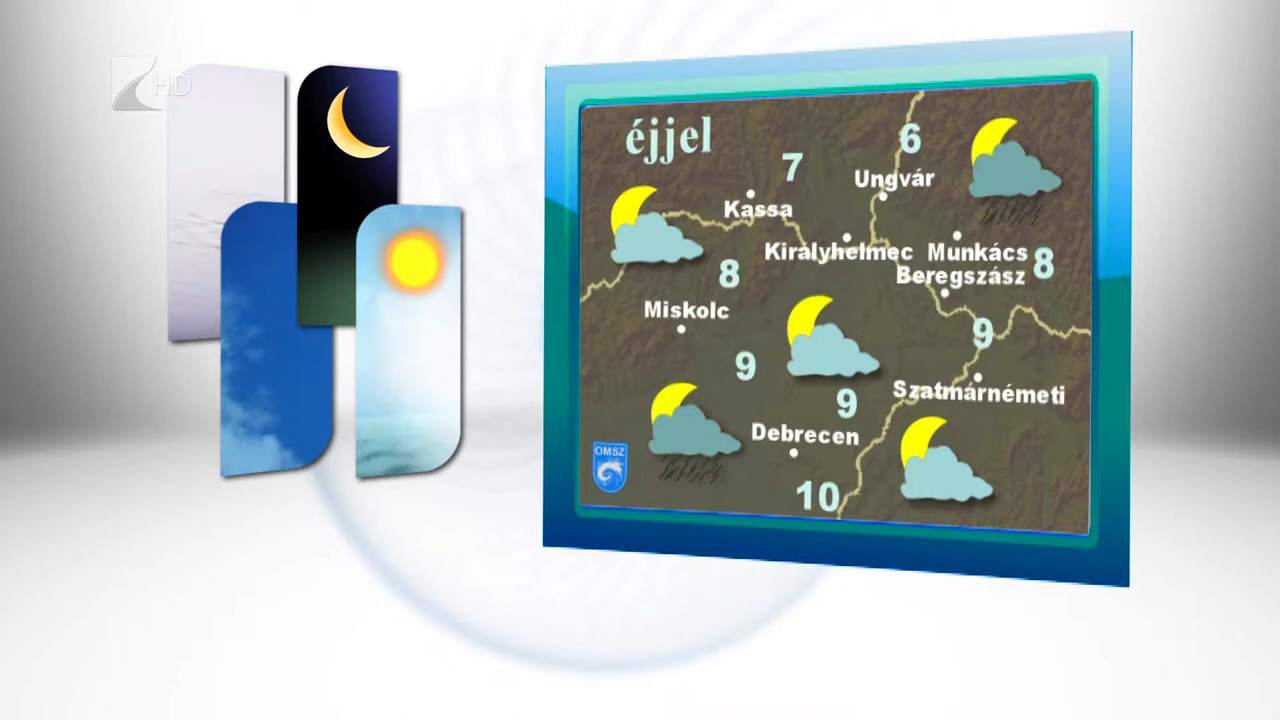 HD
éjjel
6
7
Ungvár
Kassa
Királyhelmec
Munkács
8
Beregszász
8
Miskolc
9
9
Szatmárnémeti
9
Debrecen
OMSZ
10